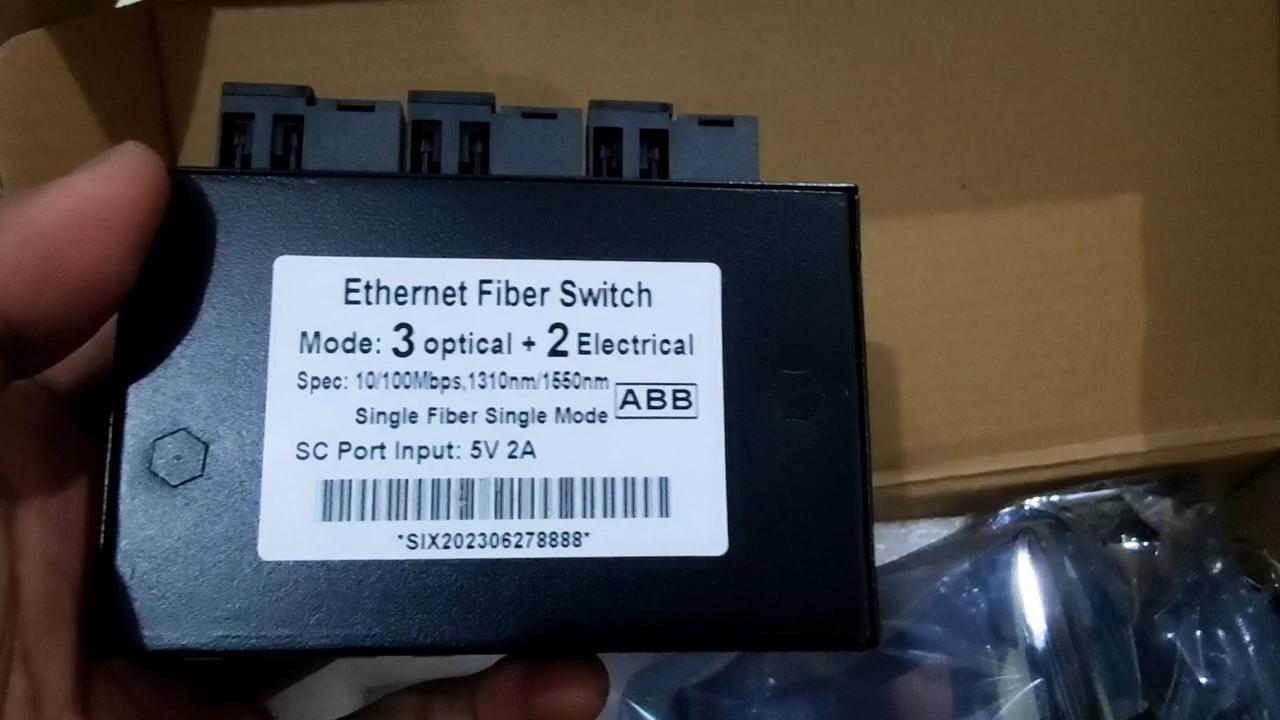 Ethernet Fiber Switch
Mode: 3 optical + 2 Electrical
Spec: 10/100Mbps,1310nm/1550nm
ABB
Single Fiber Single Mode
SC Port Input: 5V 2A
*SIX202306278888*